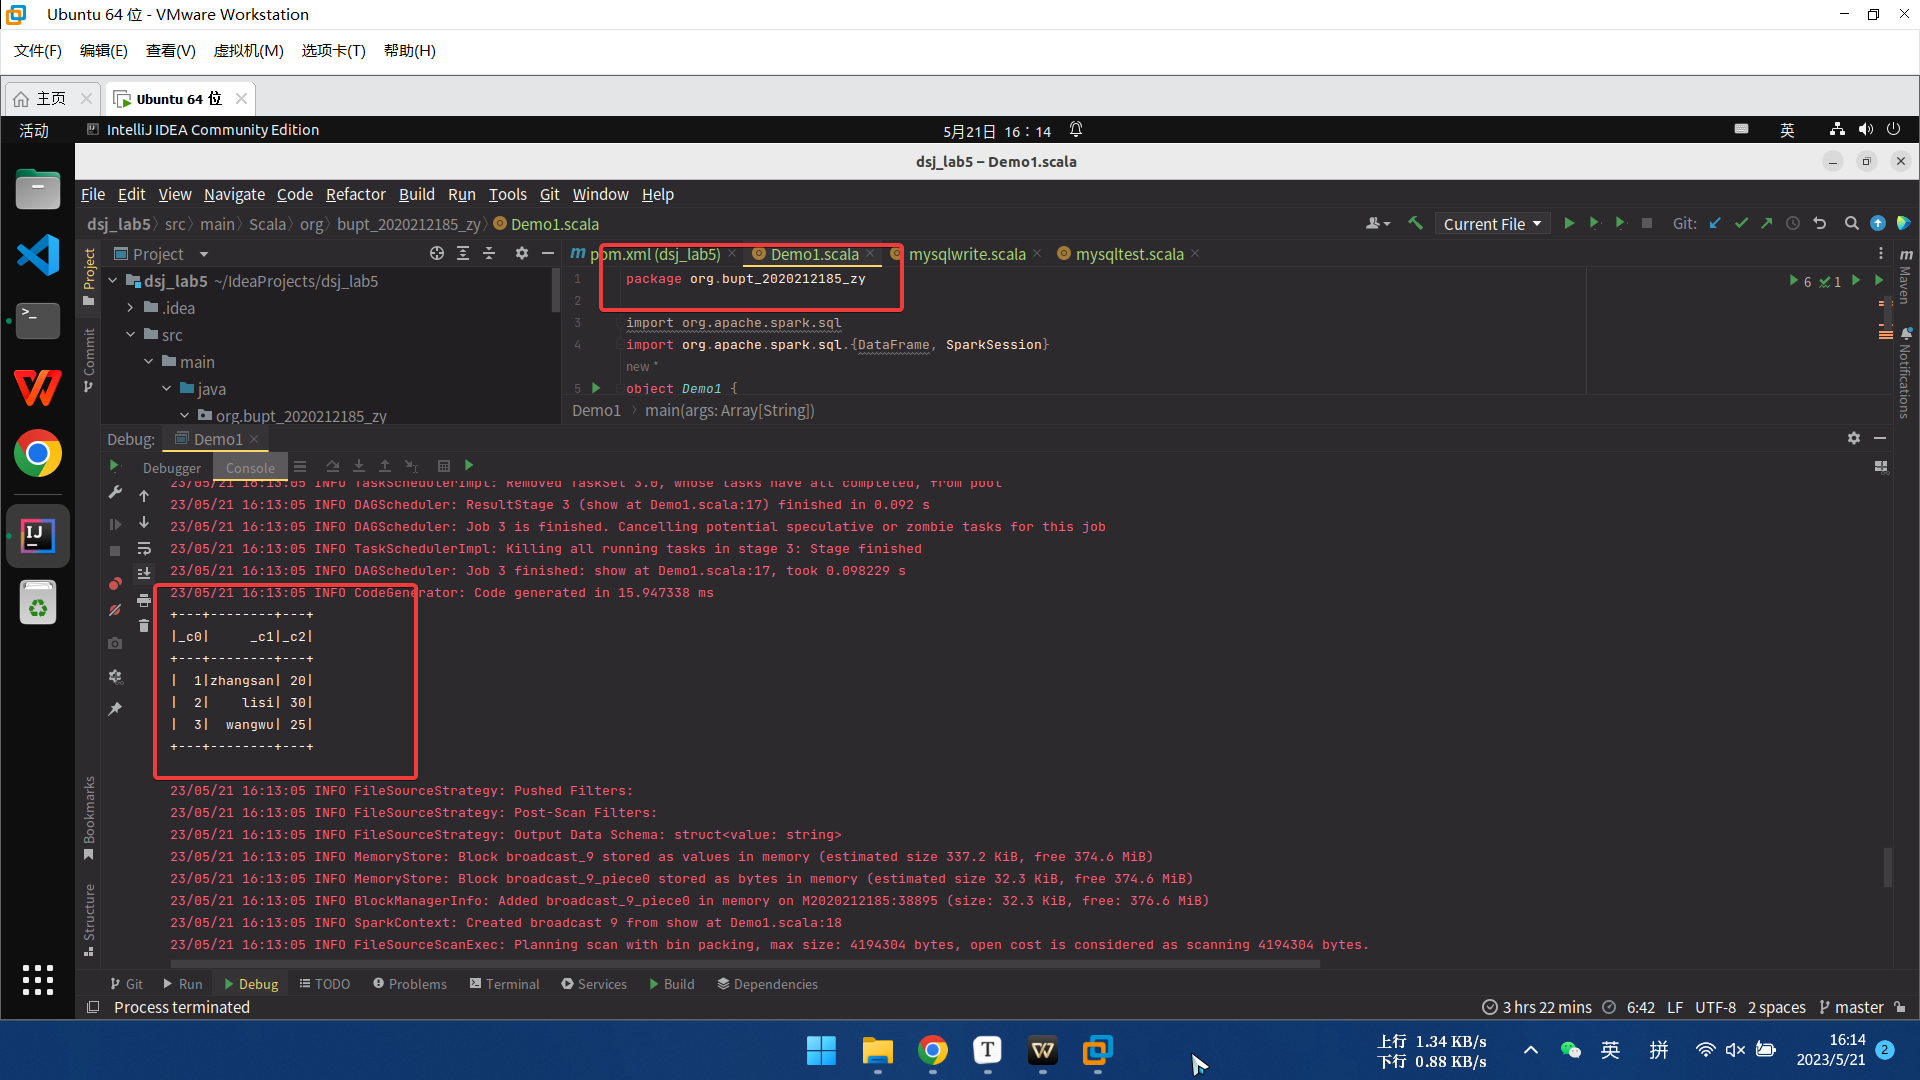 Ubuntu 64 位 - VMware Workstation
文件(F) 编辑(E) 查看(V) 虚拟机(M) 选项卡(T) 帮助(H)
主页 Ubuntu 64 位
活动 IntelliJ IDEA Community Edition 5月21日 16：14 英
dsj_lab5 – Demo1.scala
File Edit View Navigate Code Refactor Build Run Tools Git Window Help
dsj_lab5 src main Scala org bupt_2020212185_zy Demo1.scala Current File Git:
Project pom.xml (dsj_lab5) Demo1.scala mysqlwrite.scala mysqltest.scala
dsj_lab5 ~/IdeaProjects/dsj_lab5
.idea
src
main
java
org.bupt_2020212185_zy
1 package org.bupt_2020212185_zy
2
3 import org.apache.spark.sql
4 import org.apache.spark.sql.{DataFrame, SparkSession}
new *
5 object Demo1 {
6 1
Demo1 main(args: Array[String])
Project
Commit
Bookmarks
Structure
Maven
Notifications
Debug: Demo1
Debugger Console
23/05/21 16:13:05 INFO TaskSchedulerImpl: Removed TaskSet 3.0, whose tasks have all completed, from pool
23/05/21 16:13:05 INFO DAGScheduler: ResultStage 3 (show at Demo1.scala:17) finished in 0.092 s
23/05/21 16:13:05 INFO DAGScheduler: Job 3 is finished. Cancelling potential speculative or zombie tasks for this job
23/05/21 16:13:05 INFO TaskSchedulerImpl: Killing all running tasks in stage 3: Stage finished
23/05/21 16:13:05 INFO DAGScheduler: Job 3 finished: show at Demo1.scala:17, took 0.098229 s
23/05/21 16:13:05 INFO CodeGenerator: Code generated in 15.947338 ms
+---+--------+---+
|_c0|     _c1|_c2|
+---+--------+---+
|  1|zhangsan| 20|
|  2|    lisi| 30|
|  3|  wangwu| 25|
+---+--------+---+
23/05/21 16:13:05 INFO FileSourceStrategy: Pushed Filters:
23/05/21 16:13:05 INFO FileSourceStrategy: Post-Scan Filters:
23/05/21 16:13:05 INFO FileSourceStrategy: Output Data Schema: struct<value: string>
23/05/21 16:13:05 INFO MemoryStore: Block broadcast_9 stored as values in memory (estimated size 337.2 KiB, free 374.6 MiB)
23/05/21 16:13:05 INFO MemoryStore: Block broadcast_9_piece0 stored as bytes in memory (estimated size 32.3 KiB, free 374.6 MiB)
23/05/21 16:13:05 INFO BlockManagerInfo: Added broadcast_9_piece0 in memory on M2020212185:38895 (size: 32.3 KiB, free: 376.6 MiB)
23/05/21 16:13:05 INFO SparkContext: Created broadcast 9 from show at Demo1.scala:18
23/05/21 16:13:05 INFO FileSourceScanExec: Planning scan with bin packing, max size: 4194304 bytes, open cost is considered as scanning 4194304 bytes.
Git Run Debug TODO Problems Terminal Services Build Dependencies
Process terminated 3 hrs 22 mins 6:42 LF UTF-8 2 spaces master
上行 1.34 KB/s
下行 0.88 KB/s
英 拼
16:14
2023/5/21 2